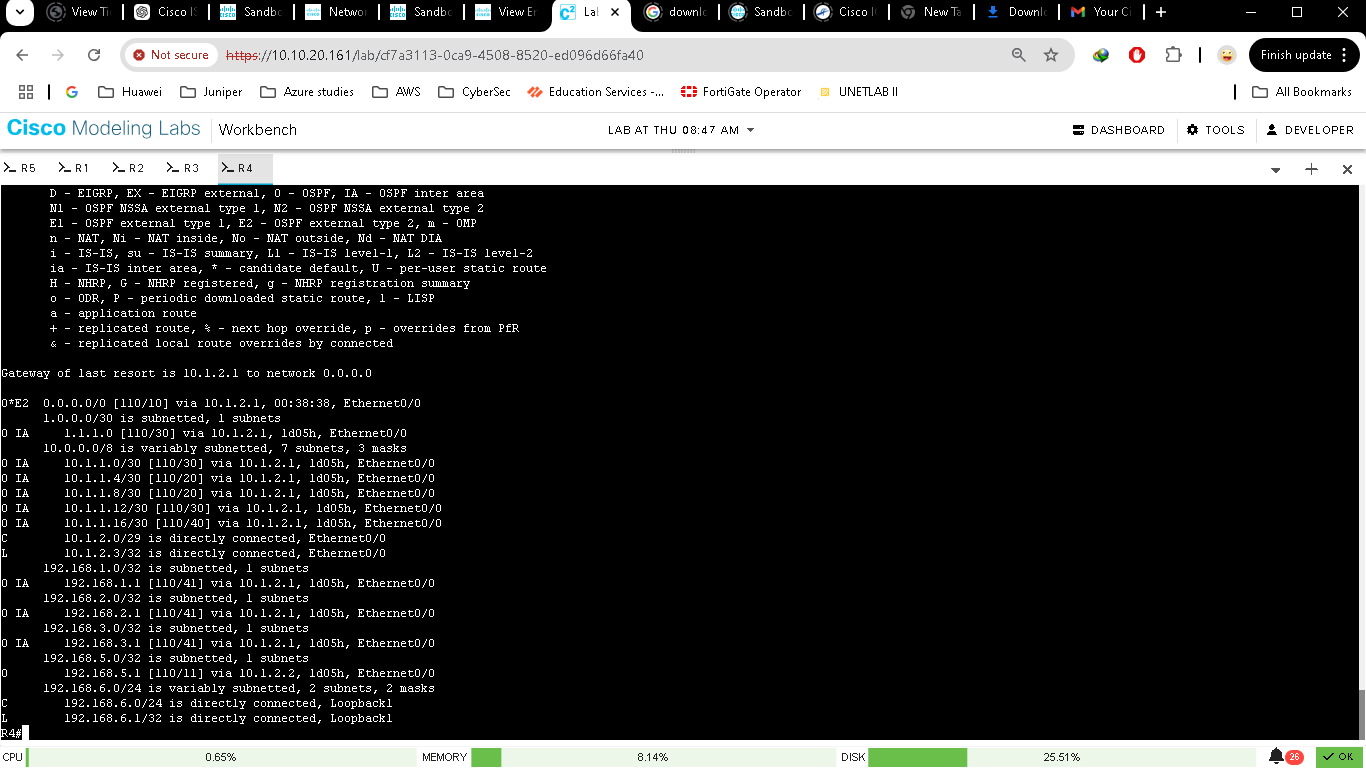 View Ti
Cisco IS
Sandb
Networ
Sandb
View Er
La
downl
Sandb
Cisco I
New Ta
Downl
Your Ci
Not secure
https://10.10.20.161/lab/cf7a3113-0ca9-4508-8520-ed096d66fa40
Finish update
Huawei
Juniper
Azure studies
AWS
CyberSec
Education Services -...
FortiGate Operator
UNETLAB II
All Bookmarks
Cisco Modeling Labs
Workbench
LAB AT THU 08:47 AM
DASHBOARD
TOOLS
DEVELOPER
R5
R1
R2
R3
R4
D - EIGRP, EX - EIGRP external, O - OSPF, IA - OSPF inter area
N1 - OSPF NSSA external type 1, N2 - OSPF NSSA external type 2
E1 - OSPF external type 1, E2 - OSPF external type 2, m - OMP
n - NAT, Ni - NAT inside, No - NAT outside, Nd - NAT DIA
i - IS-IS, su - IS-IS summary, L1 - IS-IS level-1, L2 - IS-IS level-2
ia - IS-IS inter area, * - candidate default, U - per-user static route
H - NHRP, G - NHRP registered, g - NHRP registration summary
o - ODR, P - periodic downloaded static route, l - LISP
a - application route
+ - replicated route, % - next hop override, p - overrides from PfR
& - replicated local route overrides by connected
Gateway of last resort is 10.1.2.1 to network 0.0.0.0
O*E2 0.0.0.0/0 [110/10] via 10.1.2.1, 00:38:38, Ethernet0/0
1.0.0.0/30 is subnetted, 1 subnets
O IA 1.1.1.0 [110/30] via 10.1.2.1, 1d05h, Ethernet0/0
10.0.0.0/8 is variably subnetted, 7 subnets, 3 masks
O IA 10.1.1.0/30 [110/30] via 10.1.2.1, 1d05h, Ethernet0/0
O IA 10.1.1.4/30 [110/20] via 10.1.2.1, 1d05h, Ethernet0/0
O IA 10.1.1.8/30 [110/20] via 10.1.2.1, 1d05h, Ethernet0/0
O IA 10.1.1.12/30 [110/30] via 10.1.2.1, 1d05h, Ethernet0/0
O IA 10.1.1.16/30 [110/40] via 10.1.2.1, 1d05h, Ethernet0/0
C 10.1.2.0/29 is directly connected, Ethernet0/0
L 10.1.2.3/32 is directly connected, Ethernet0/0
192.168.1.0/32 is subnetted, 1 subnets
O IA 192.168.1.1 [110/41] via 10.1.2.1, 1d05h, Ethernet0/0
192.168.2.0/32 is subnetted, 1 subnets
O IA 192.168.2.1 [110/41] via 10.1.2.1, 1d05h, Ethernet0/0
192.168.3.0/32 is subnetted, 1 subnets
O IA 192.168.3.1 [110/41] via 10.1.2.1, 1d05h, Ethernet0/0
192.168.5.0/32 is subnetted, 1 subnets
O 192.168.5.1 [110/11] via 10.1.2.2, 1d05h, Ethernet0/0
192.168.6.0/24 is variably subnetted, 2 subnets, 2 masks
C 192.168.6.0/24 is directly connected, Loopback1
L 192.168.6.1/32 is directly connected, Loopback1
R4#
CPU 0.65% MEMORY 8.14% DISK 25.51% 26 OK